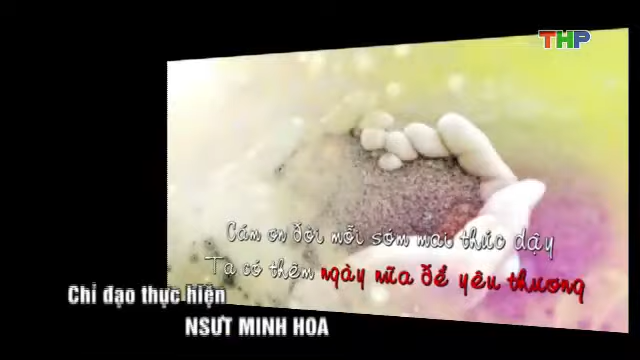 THP
Cám ơn đời mỗi sớm mai thức dậy
Ta có thêm ngày nữa để yêu thương
Chỉ đạo thực hiện
NSƯT MINH HOA